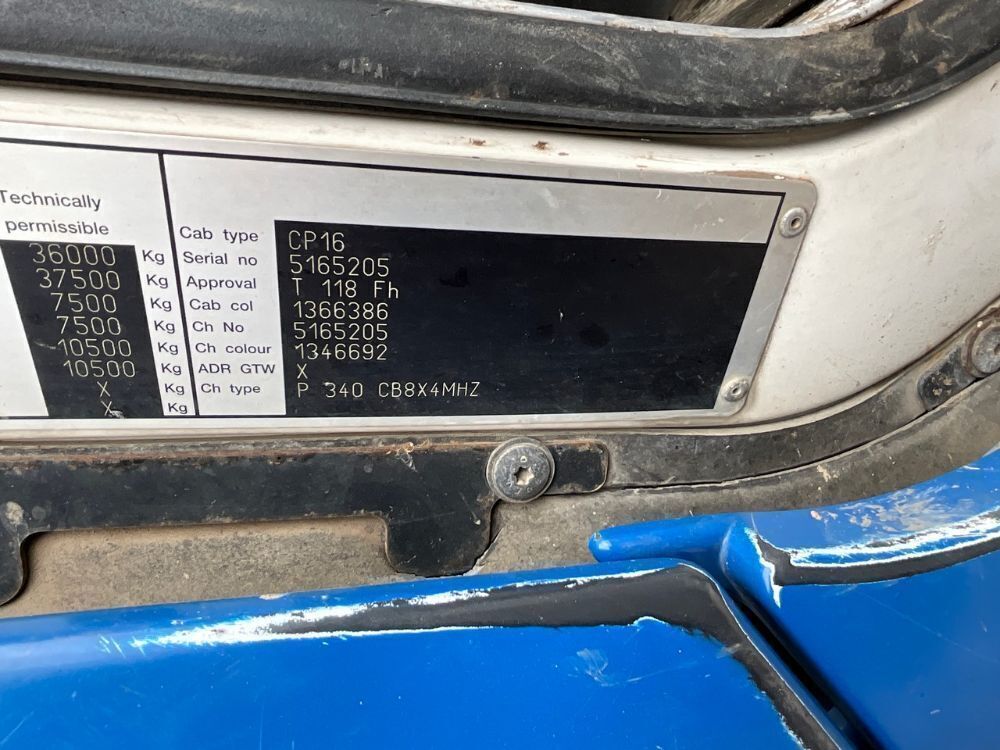 Technically
permissible
36000 Kg
37500 Kg
7500 Kg
7500 Kg
10500 Kg
10500 Kg
X Kg
X Kg
Cab type CP16
Serial no 5165205
Approval T 118 Fh
Cab col 1366386
Ch No 5165205
Ch colour 1346692
ADR GTW X
Ch type P 340 CB8X4MHZ